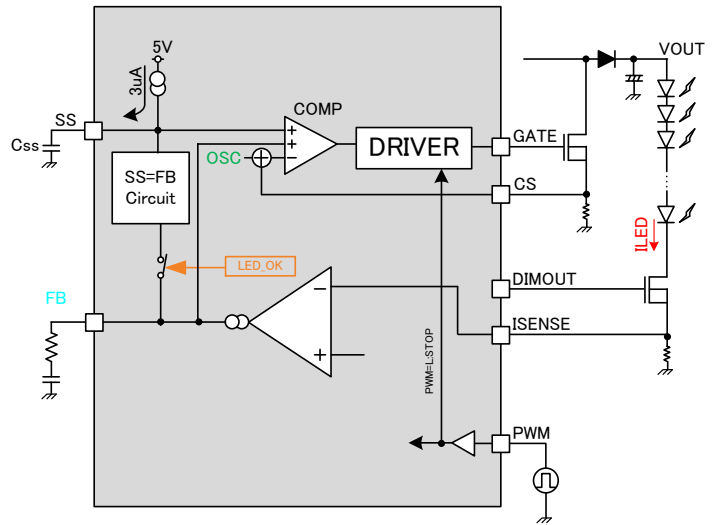 5V
3uA
VOUT
COMP
SS
Css
OSC
DRIVER
GATE
SS=FB
Circuit
CS
ILED
LED_OK
DIMOUT
FB
ISENSE
PWM=L:STOP
PWM